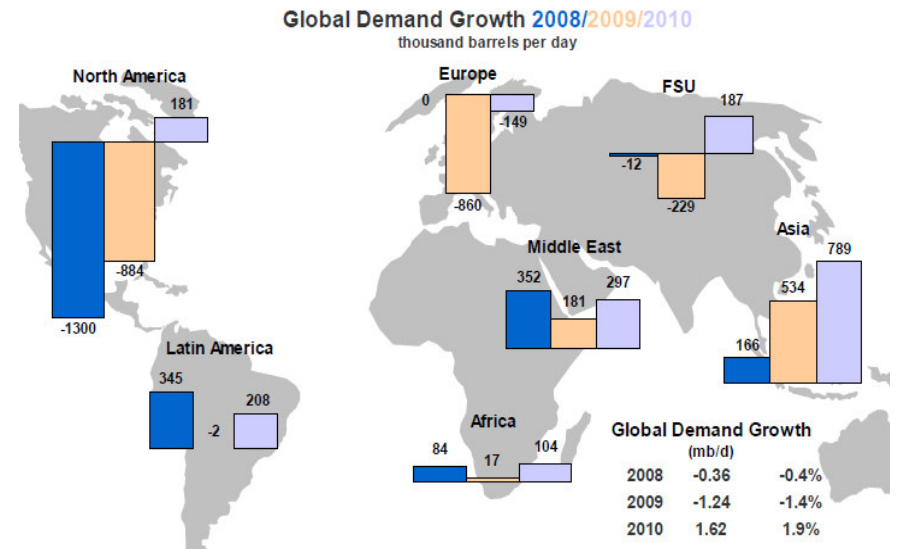 Global Demand Growth 2008/2009/2010
thousand barrels per day
North America
181
-884
-1300
Europe
0
-149
-860
FSU
187
-12
-229
Asia
789
534
166
Middle East
352
181
297
Latin America
345
-2
208
Africa
84
17
104
Global Demand Growth
(mb/d)
2008 -0.36 -0.4%
2009 -1.24 -1.4%
2010 1.62 1.9%